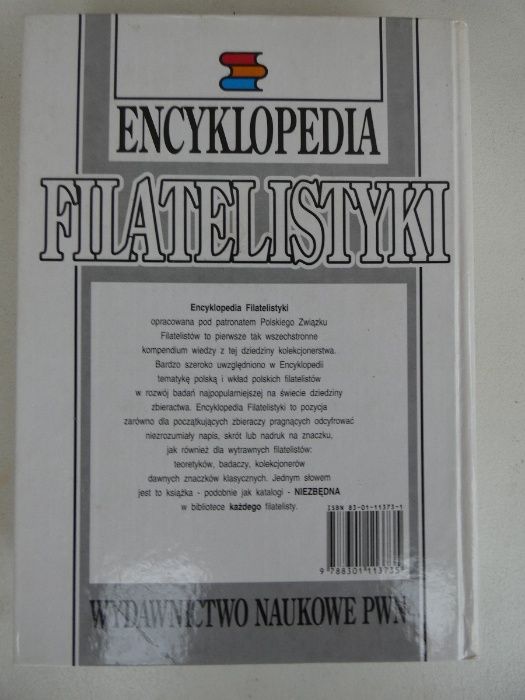 ENCYKLOPEDIA
FILATELISTYKI
Encyklopedia Filatelistyki
opracowana pod patronatem Polskiego Związku
Filatelistów to pierwsze tak wszechstronne
kompendium wiedzy z tej dziedziny kolekcjonerstwa.
Bardzo szeroko uwzględniono w Encyklopedii
tematykę polską i wkład polskich filatelistów
w rozwój badań najpopularniejszej na świecie dziedziny
zbieractwa. Encyklopedia Filatelistyki to pozycja
zarówno dla początkujących zbieraczy pragnących odcyfrować
niezrozumiały napis, skrót lub nadruk na znaczku,
jak również dla wytrawnych filatelistów:
teoretyków, badaczy, kolekcjonerów
dawnych znaczków klasycznych. Jednym słowem
jest to książka - podobnie jak katalogi - NIEZBĘDNA
w bibliotece każdego filatelisty.
ISBN 83-01-11373-1
9 788301 113735
WYDAWNICTWO NAUKOWE PWN